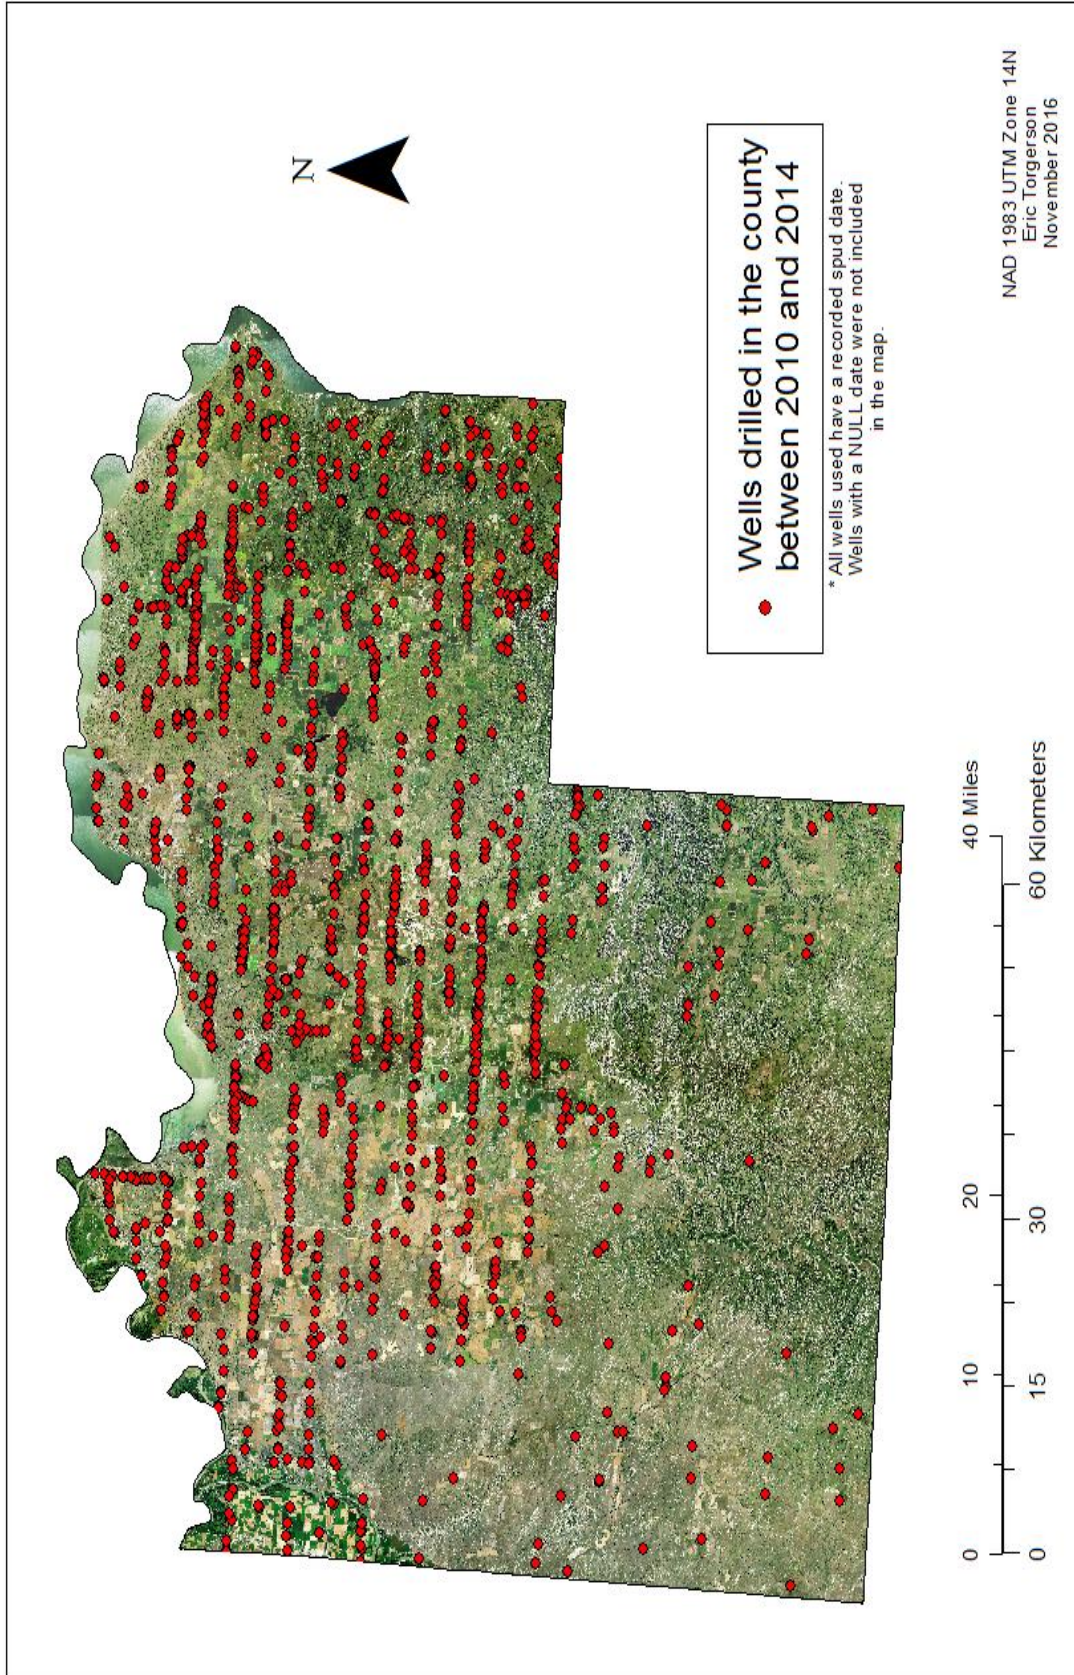 N
Wells drilled in the county
between 2010 and 2014
* All wells used have a recorded spud date.
Wells with a NULL date were not included
in the map.
0 10 20 40 Miles
0 15 30 60 Kilometers
NAD 1983 UTM Zone 14N
Eric Torgerson
November 2016